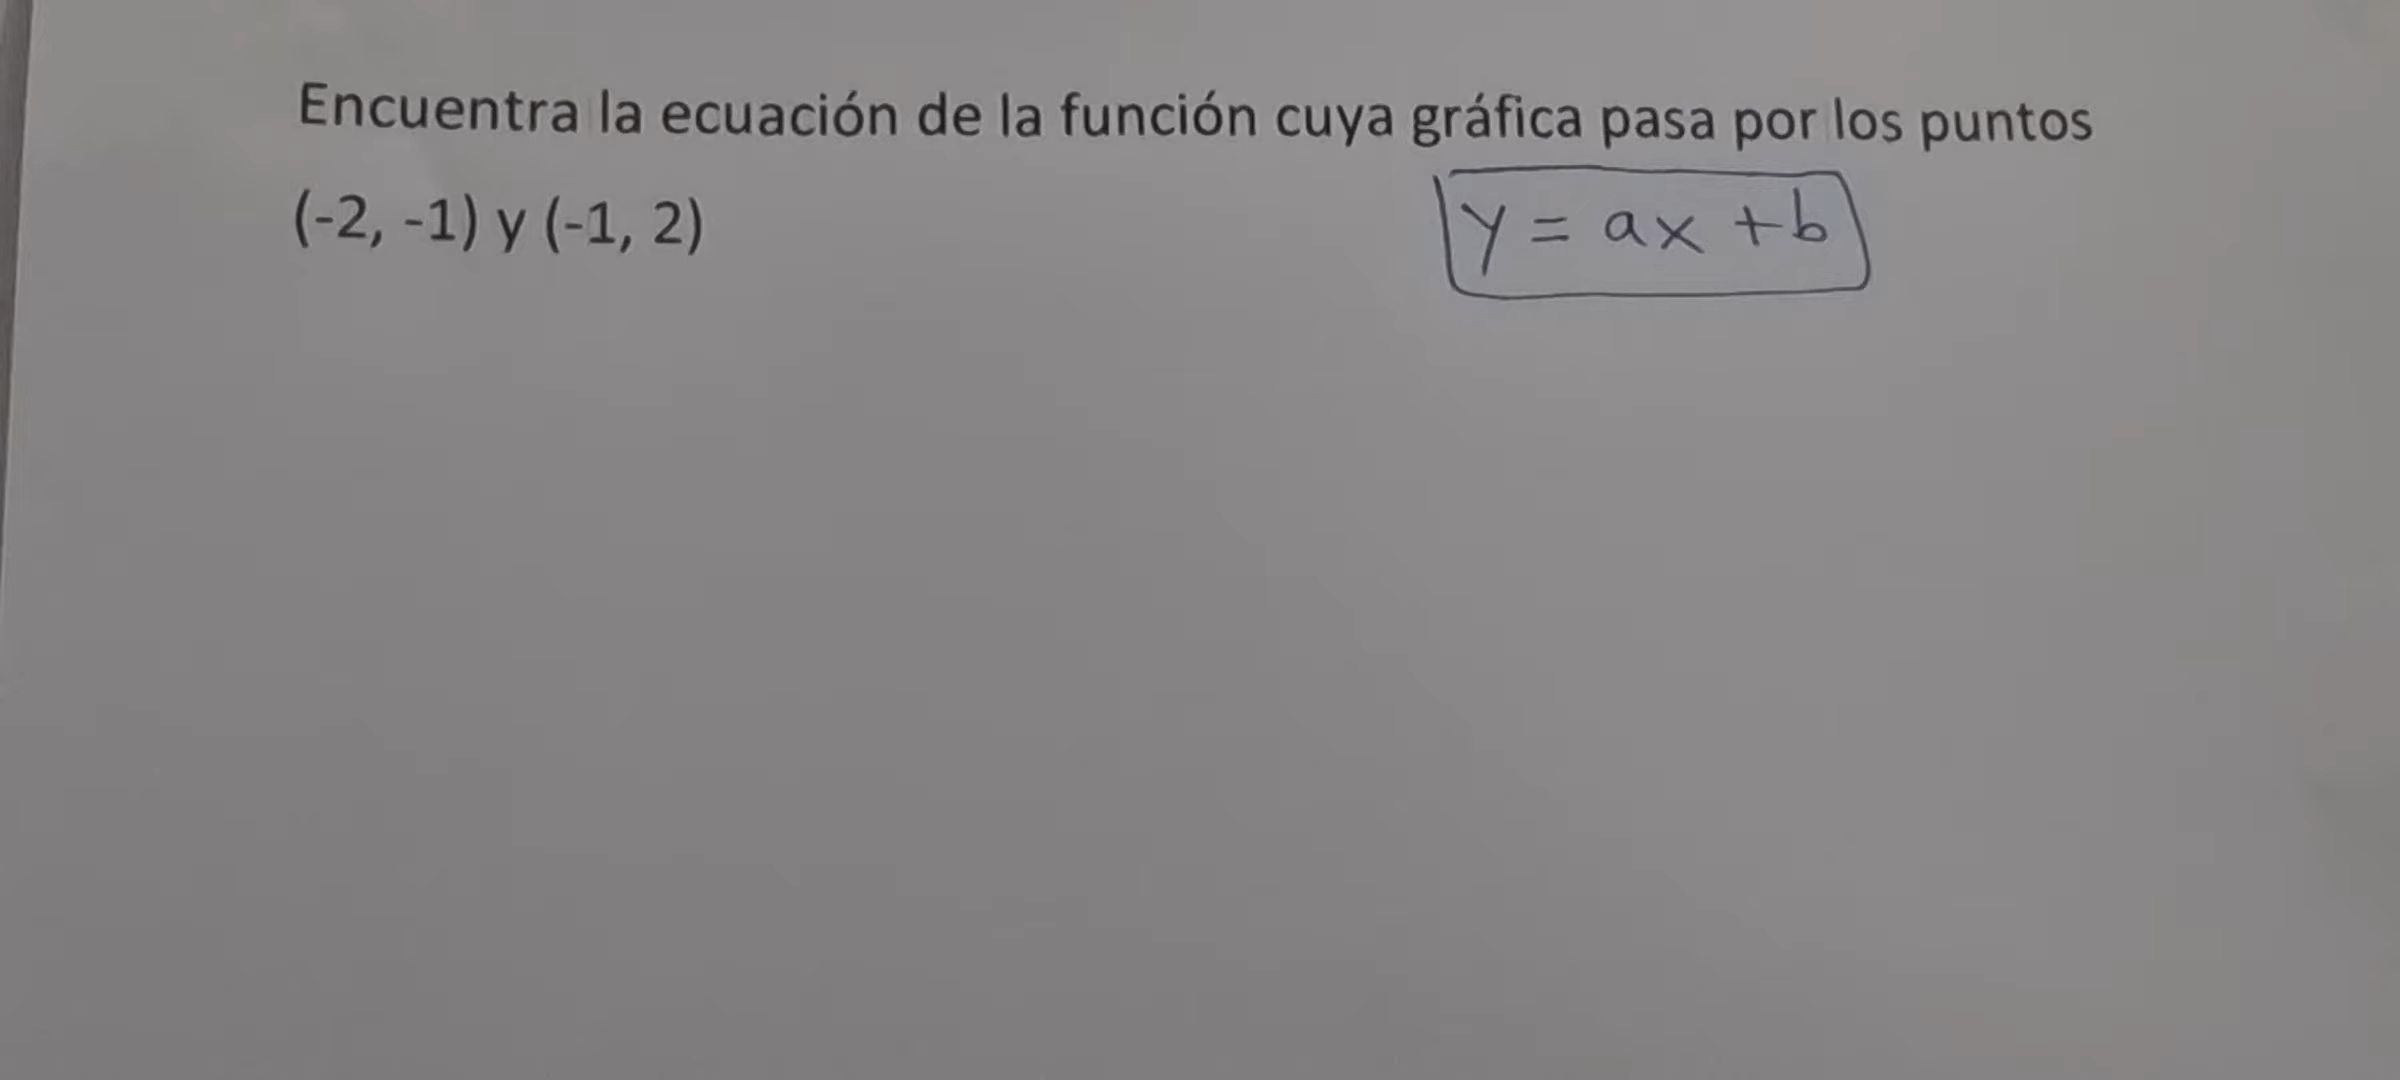 Encuentra la ecuación de la función cuya gráfica pasa por los puntos
(-2, -1) y (-1, 2)
y = ax + b